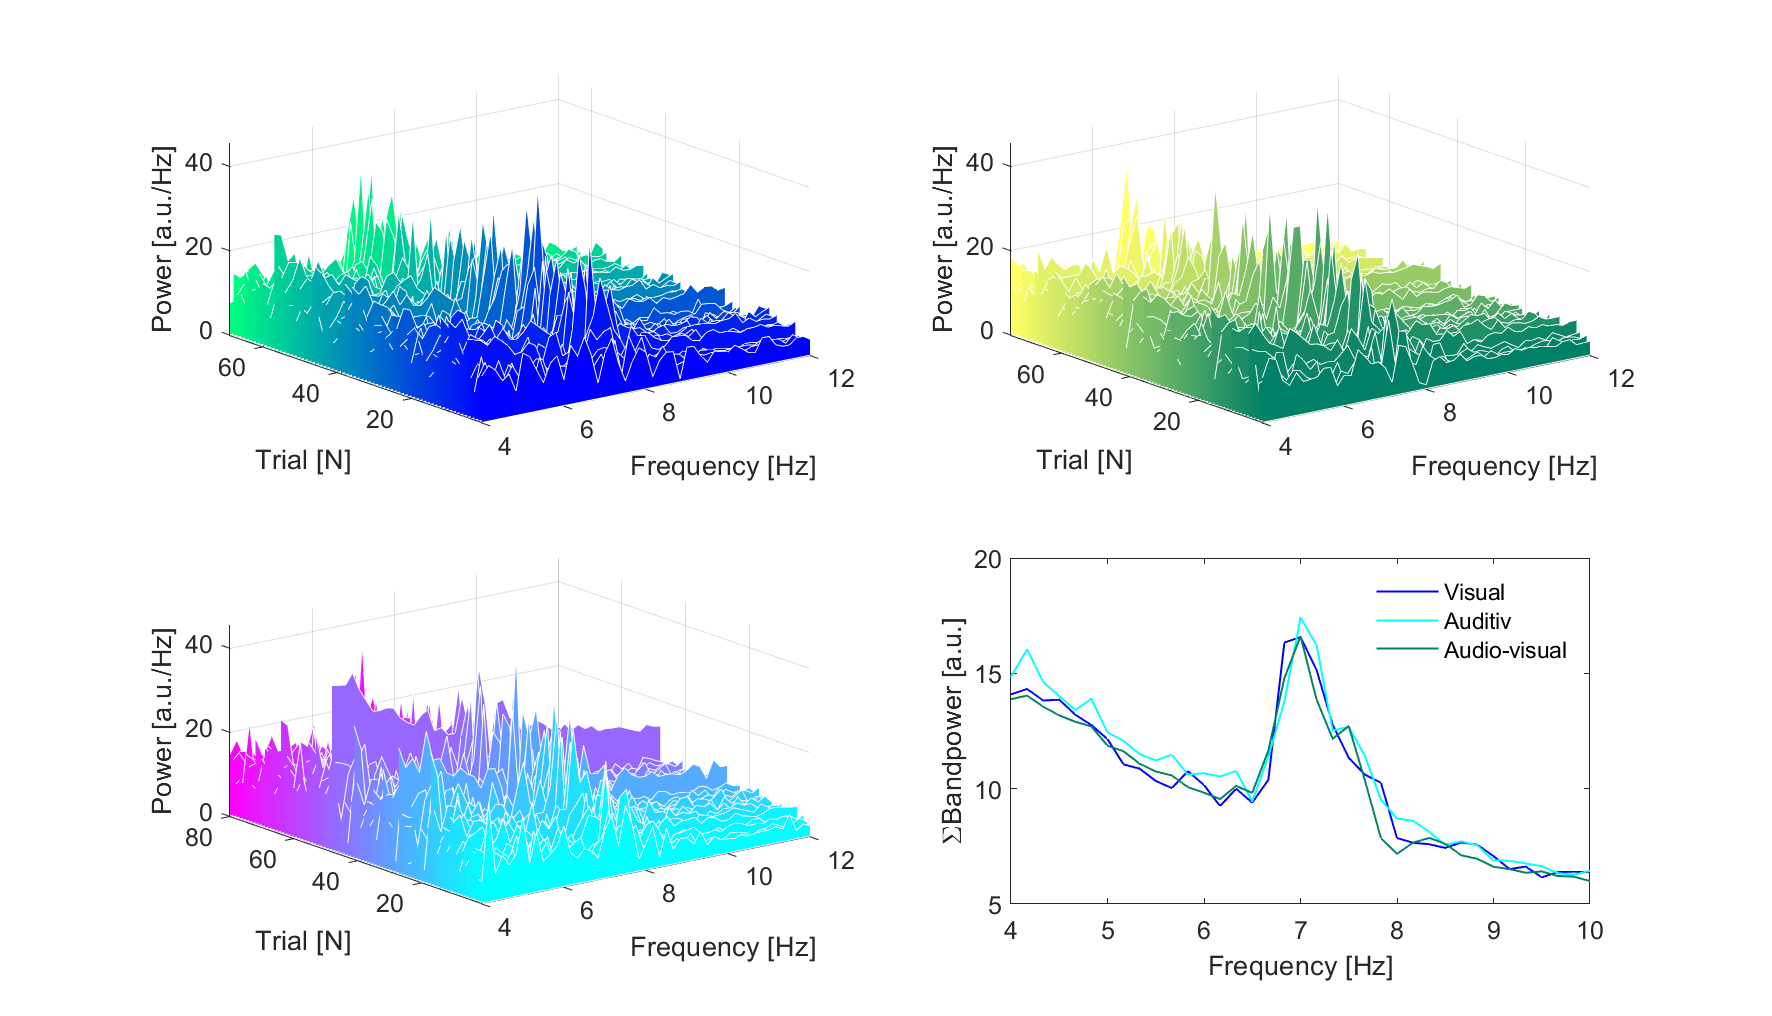 Power [a.u./Hz]
40
20
0
60
40
20
Trial [N]
4
6
8
10
12
Frequency [Hz]
Power [a.u./Hz]
40
20
0
60
40
20
Trial [N]
4
6
8
10
12
Frequency [Hz]
Power [a.u./Hz]
40
20
0
80
60
40
20
Trial [N]
4
6
8
10
12
Frequency [Hz]
ΣBandpower [a.u.]
20
15
10
5
4 5 6 7 8 9 10
Frequency [Hz]
Visual
Auditiv
Audio-visual